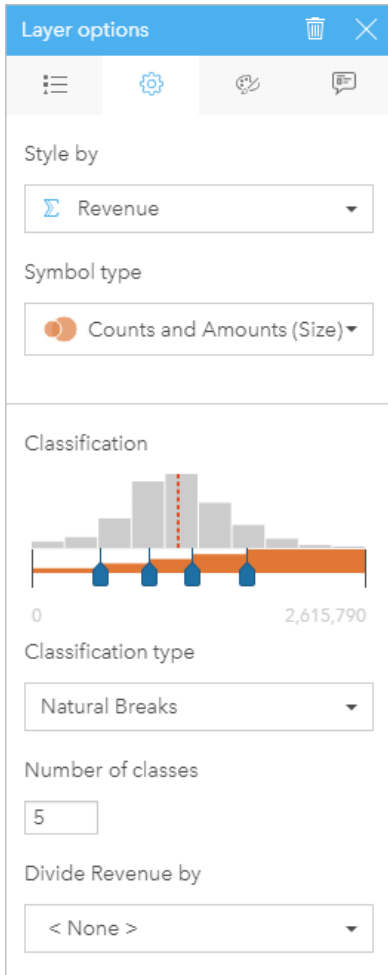 Layer options
Style by
Revenue
Symbol type
Counts and Amounts (Size)
Classification
0 2,615,790
Classification type
Natural Breaks
Number of classes
5
Divide Revenue by
< None >